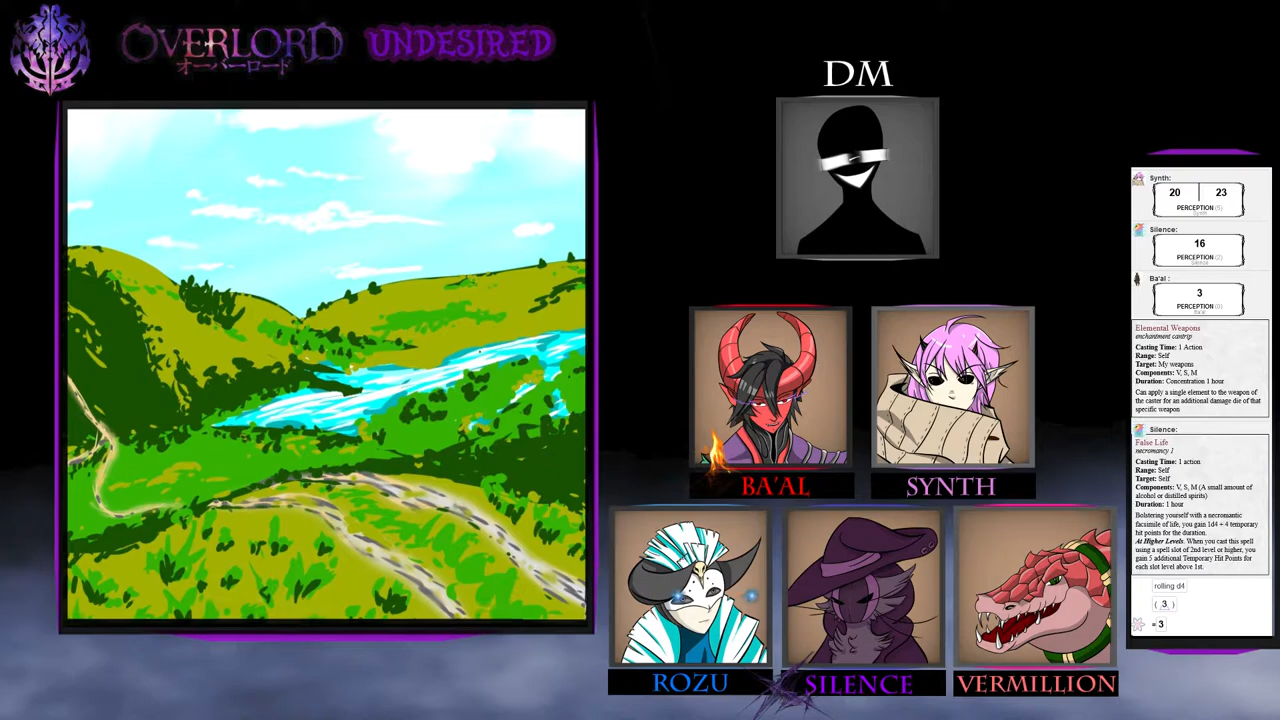 OVERLORD
オーバーロード
UNDESIRED
DM
BA'AL
SYNTH
ROZU
SILENCE
VERMILLION
Synth:
20 23
PERCEPTION (5)
Synth
Silence:
16
PERCEPTION (2)
Silence
Ba'al :
3
PERCEPTION (0)
Ba'al
Elemental Weapons
enchantment cantrip
Casting Time: 1 Action
Range: Self
Target: My weapons
Components: V, S, M
Duration: Concentration 1 hour
Can apply a single element to the weapon of
the caster for an additional damage die of that
specific weapon
Silence:
False Life
necromancy 1
Casting Time: 1 action
Range: Self
Target: Self
Components: V, S, M (A small amount of
alcohol or distilled spirits)
Duration: 1 hour
Bolstering yourself with a necromantic
facsimile of life, you gain 1d4 + 4 temporary
hit points for the duration.
At Higher Levels. When you cast this spell
using a spell slot of 2nd level or higher, you
gain 5 additional Temporary Hit Points for
each slot level above 1st.
rolling d4
( 3 )
= 3